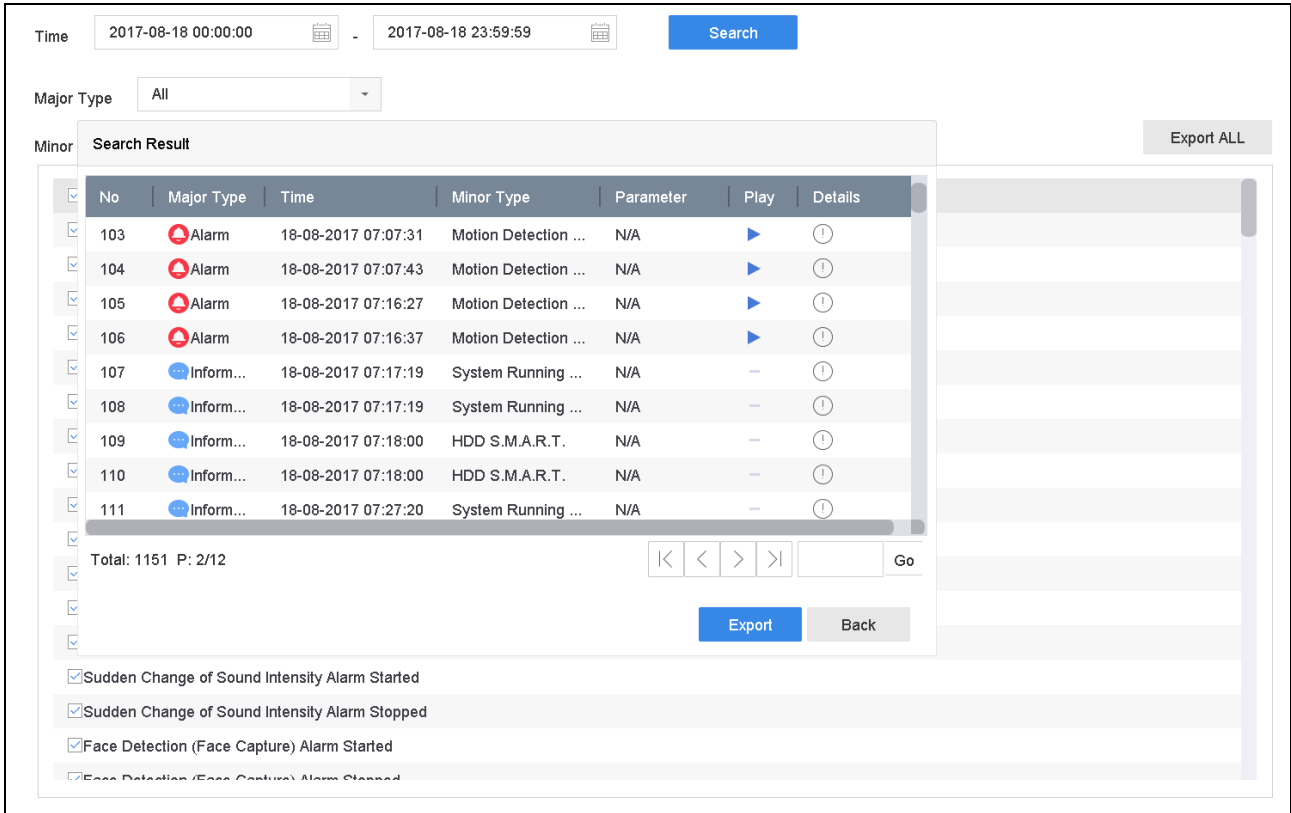 Time 2017-08-18 00:00:00 - 2017-08-18 23:59:59 Search
Major Type All
Minor
Export ALL
Search Result
No Major Type Time Minor Type Parameter Play Details
103 Alarm 18-08-2017 07:07:31 Motion Detection ... N/A
104 Alarm 18-08-2017 07:07:43 Motion Detection ... N/A
105 Alarm 18-08-2017 07:16:27 Motion Detection ... N/A
106 Alarm 18-08-2017 07:16:37 Motion Detection ... N/A
107 Inform... 18-08-2017 07:17:19 System Running ... N/A
108 Inform... 18-08-2017 07:17:19 System Running ... N/A
109 Inform... 18-08-2017 07:18:00 HDD S.M.A.R.T. N/A
110 Inform... 18-08-2017 07:18:00 HDD S.M.A.R.T. N/A
111 Inform... 18-08-2017 07:27:20 System Running ... N/A
Total: 1151 P: 2/12 Go
Export Back
Sudden Change of Sound Intensity Alarm Started
Sudden Change of Sound Intensity Alarm Stopped
Face Detection (Face Capture) Alarm Started
Face Detection (Face Capture) Alarm Stopped